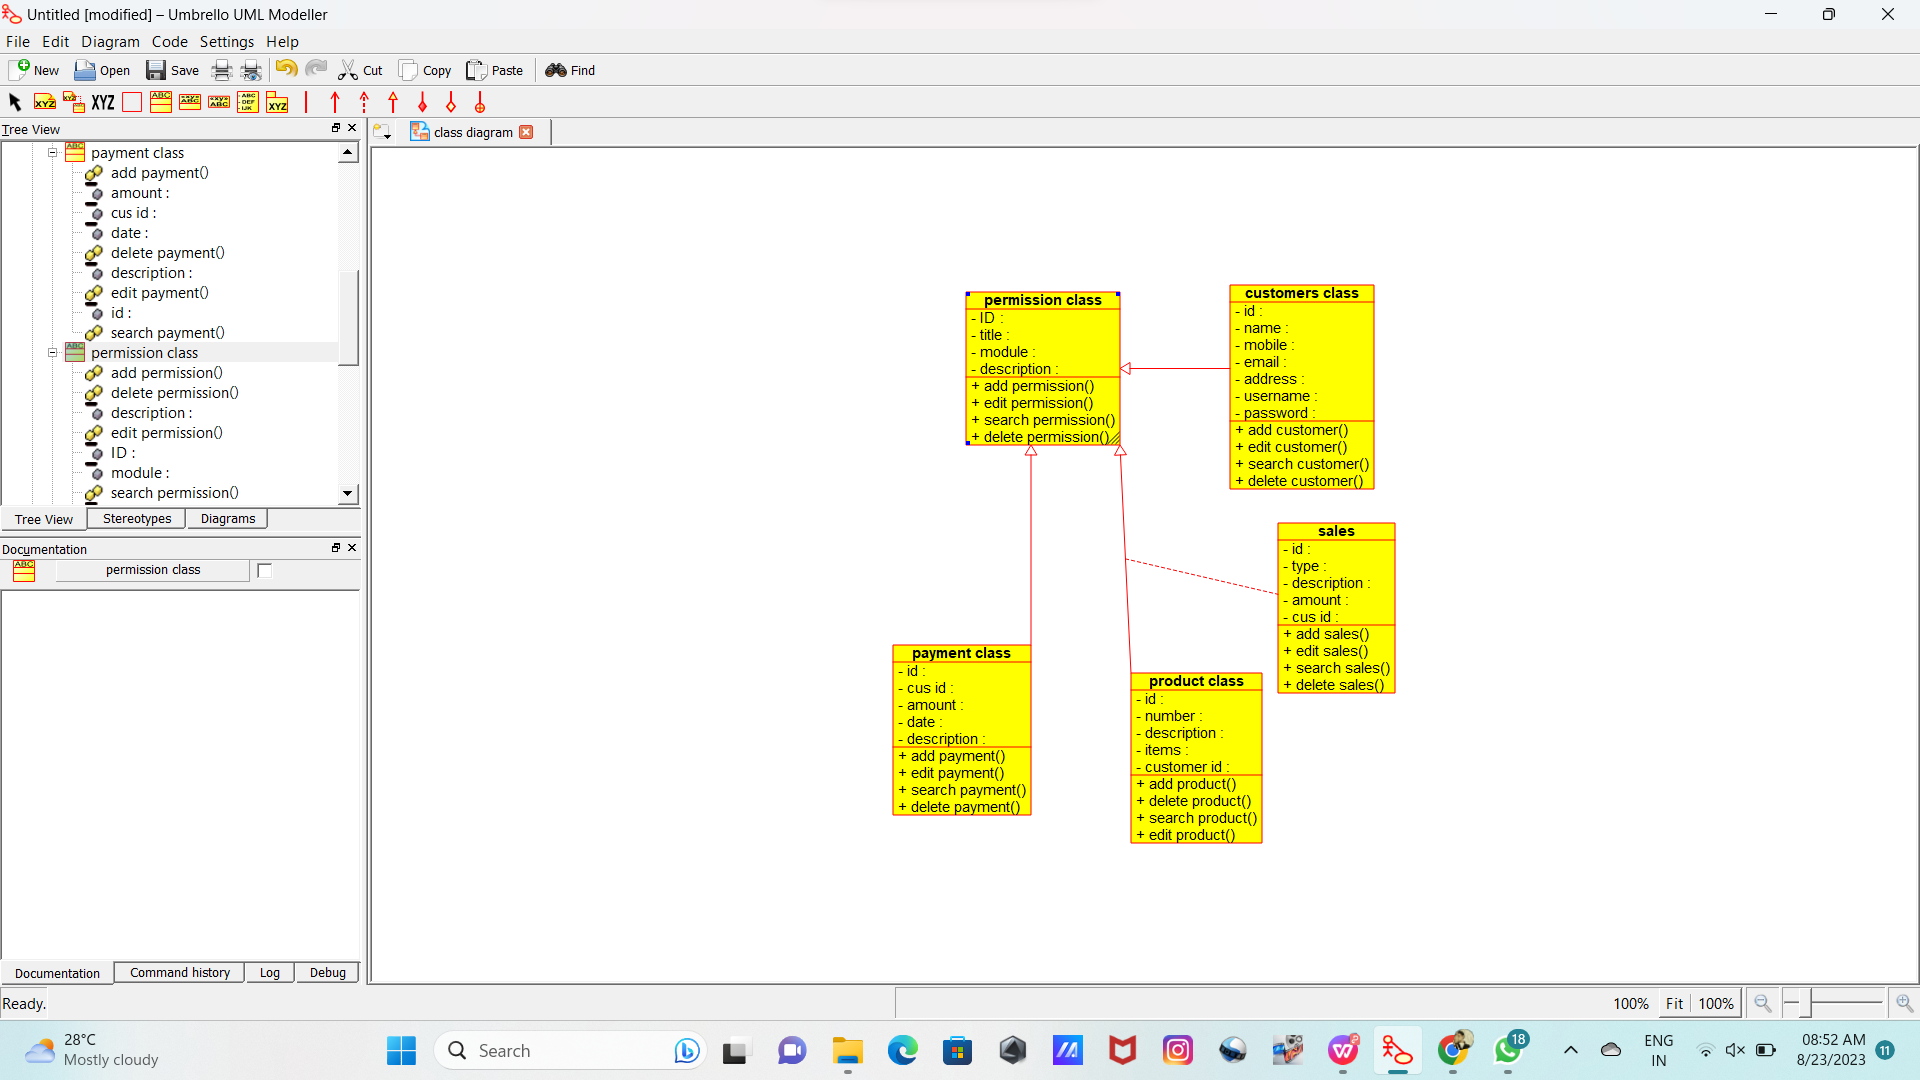 Untitled [modified] – Umbrello UML Modeller
File Edit Diagram Code Settings Help
New Open Save Cut Copy Paste Find
XYZ
Tree View
class diagram
payment class
add payment()
amount :
cus id :
date :
delete payment()
description :
edit payment()
id :
search payment()
permission class
add permission()
delete permission()
description :
edit permission()
ID :
module :
search permission()
Tree View Stereotypes Diagrams
Documentation
permission class
Documentation Command history Log Debug
permission class
- ID :
- title :
- module :
- description :
+ add permission()
+ edit permission()
+ search permission()
+ delete permission()
customers class
- id :
- name :
- mobile :
- email :
- address :
- username :
- password :
+ add customer()
+ edit customer()
+ search customer()
+ delete customer()
sales
- id :
- type :
- description :
- amount :
- cus id :
+ add sales()
+ edit sales()
+ search sales()
+ delete sales()
payment class
- id :
- cus id :
- amount :
- date :
- description :
+ add payment()
+ edit payment()
+ search payment()
+ delete payment()
product class
- id :
- number :
- description :
- items :
- customer id :
+ add product()
+ delete product()
+ search product()
+ edit product()
Ready.
100% Fit 100%
28°C
Mostly cloudy
Search
18
ENG
IN
08:52 AM
8/23/2023
11